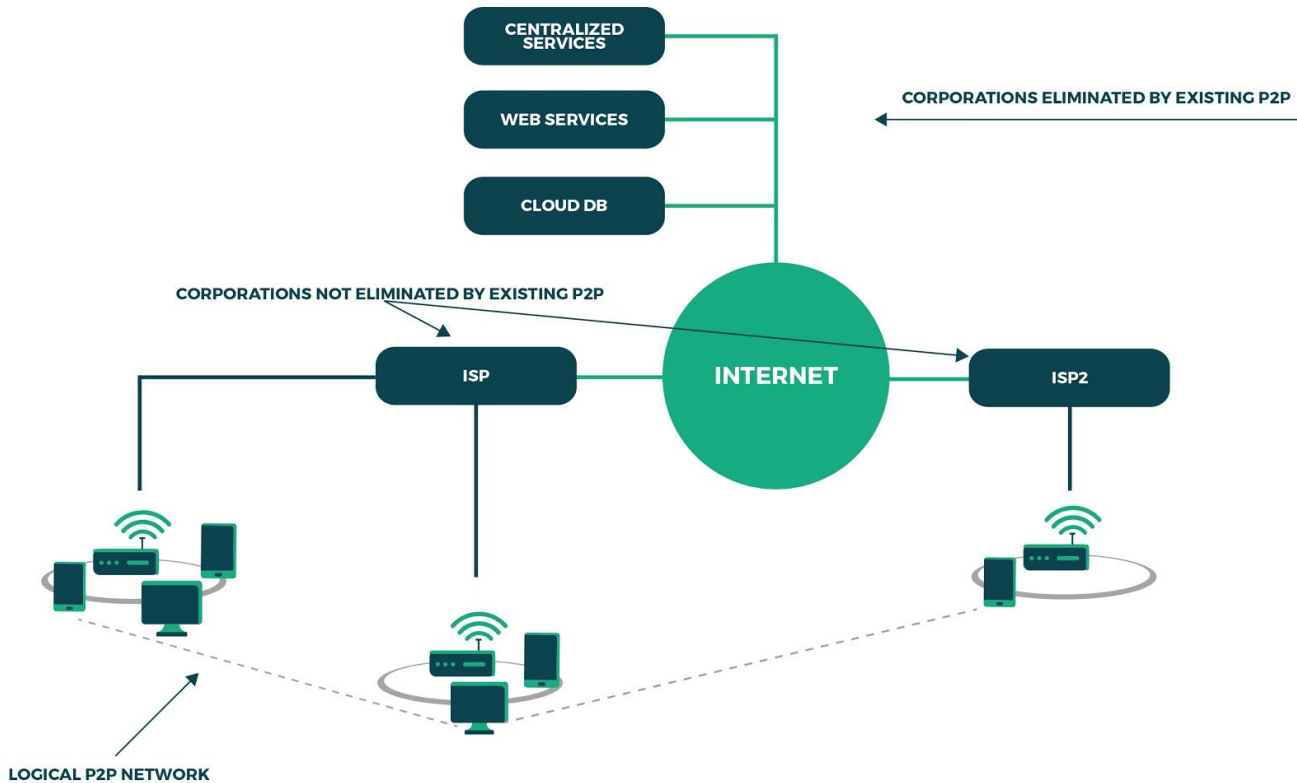 CENTRALIZED
SERVICES
CORPORATIONS ELIMINATED BY EXISTING P2P
WEB SERVICES
CLOUD DB
CORPORATIONS NOT ELIMINATED BY EXISTING P2P
ISP
INTERNET
ISP2
LOGICAL P2P NETWORK